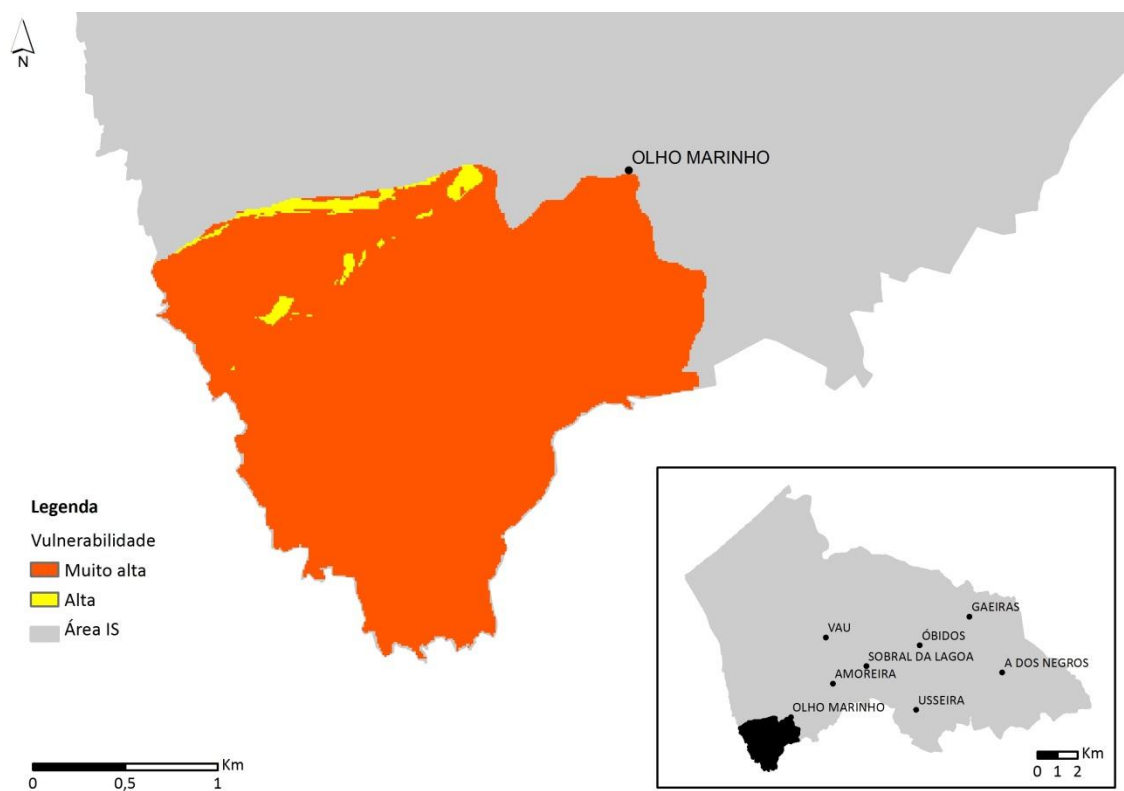 N
OLHO MARINHO
Legenda
Vulnerabilidade
Muito alta
Alta
Área IS
Km
0 0,5 1
GAEIRAS
VAU
ÓBIDOS
SOBRAL DA LAGOA
A DOS NEGROS
AMOREIRA
OLHO MARINHO
USSEIRA
Km
0 1 2